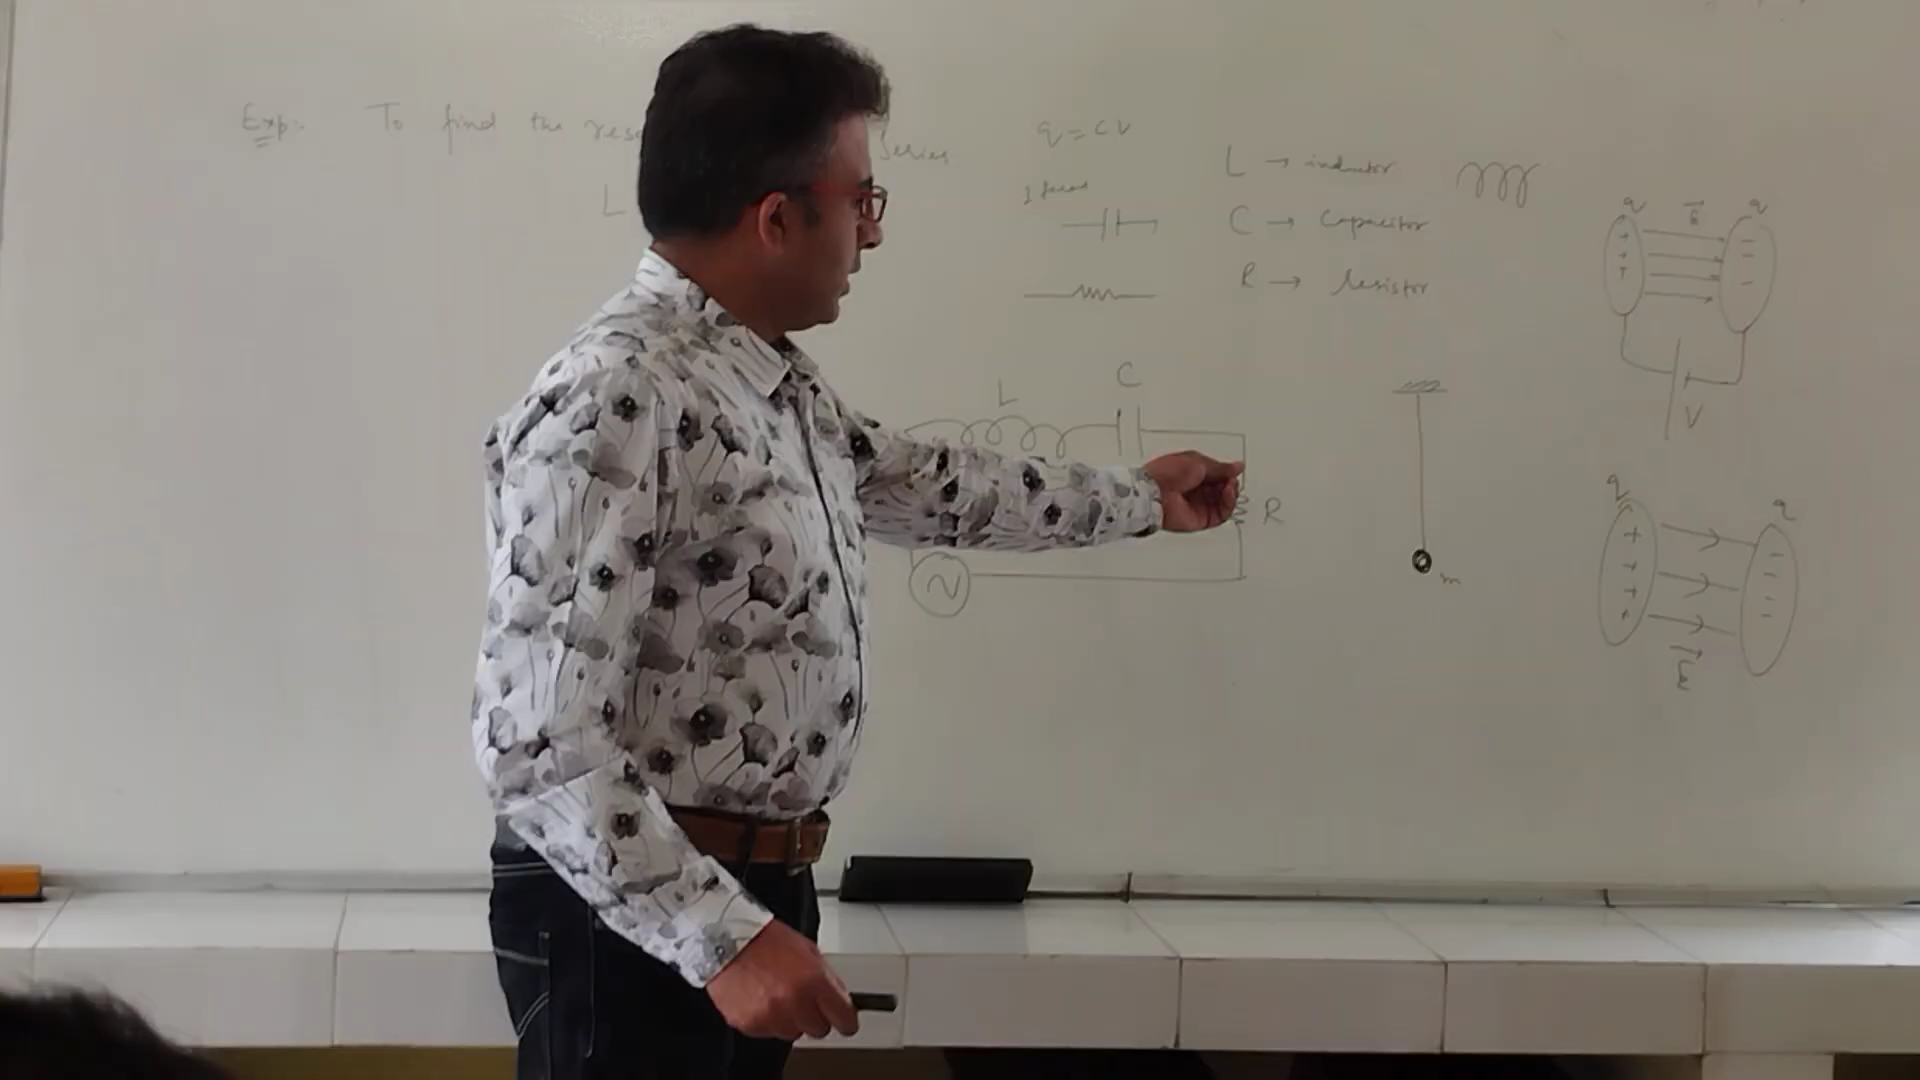 Exp:- To find the reso
Series
L
q = CV
1 farad
L → inductor
C → Capacitor
R → Resistor
L
C
R
m
q
E
q
+ + +
- - -
V
q
q
+ + + +
- - - -
E